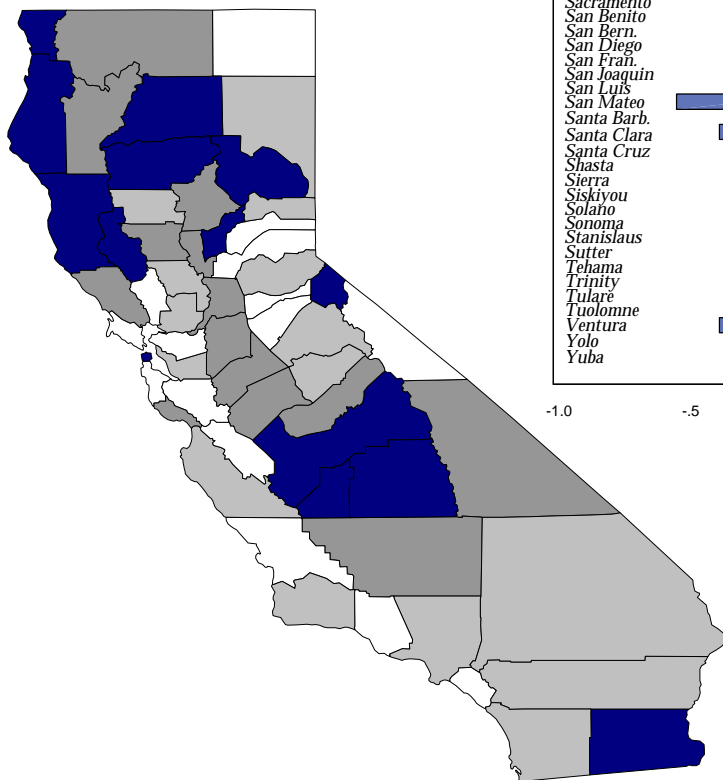 Sacramento
San Benito
San Bern.
San Diego
San Fran.
San Joaquin
San Luis
San Mateo
Santa Barb.
Santa Clara
Santa Cruz
Shasta
Sierra
Siskiyou
Solano
Sonoma
Stanislaus
Sutter
Tehama
Trinity
Tulare
Tuolomne
Ventura
Yolo
Yuba
-1.0 -.5